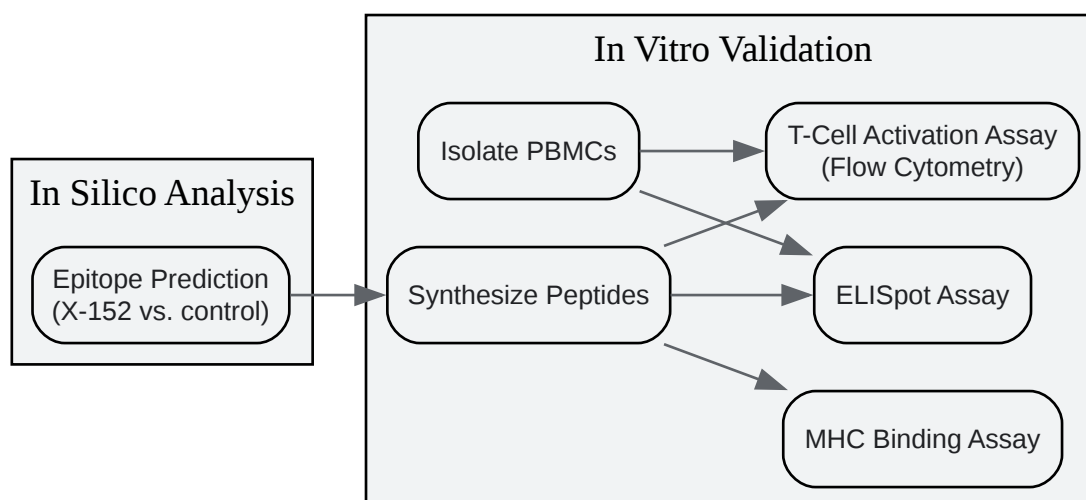 In Silico Analysis
Epitope Prediction
(X-152 vs. control)
In Vitro Validation
Isolate PBMCs
Synthesize Peptides
T-Cell Activation Assay
(Flow Cytometry)
ELISpot Assay
MHC Binding Assay